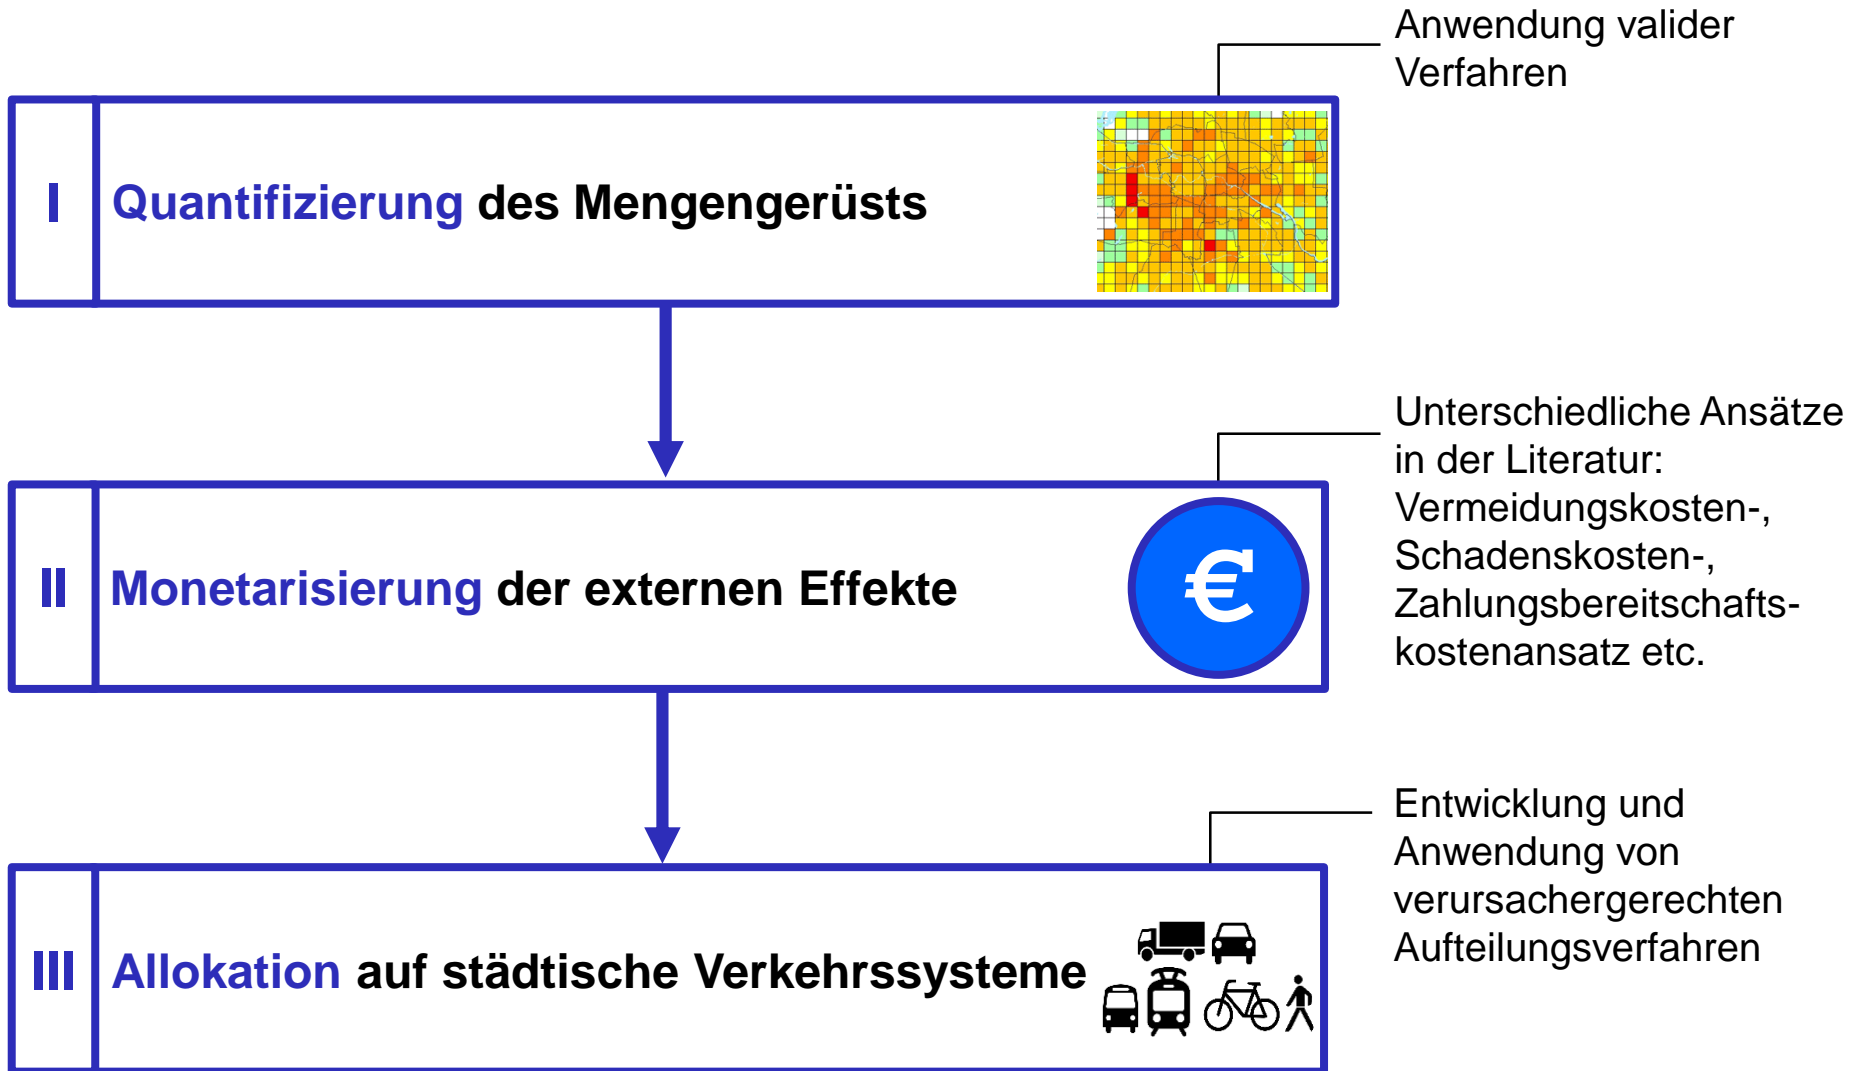 Anwendung valider
Verfahren
I
Quantifizierung des Mengengerüsts
Unterschiedliche Ansätze
in der Literatur:
Vermeidungskosten-,
Schadenskosten-,
Zahlungsbereitschafts-
kostenansatz etc.
II
Monetarisierung der externen Effekte
€
Entwicklung und
Anwendung von
verursachergerechten
Aufteilungsverfahren
III
Allokation auf städtische Verkehrssysteme